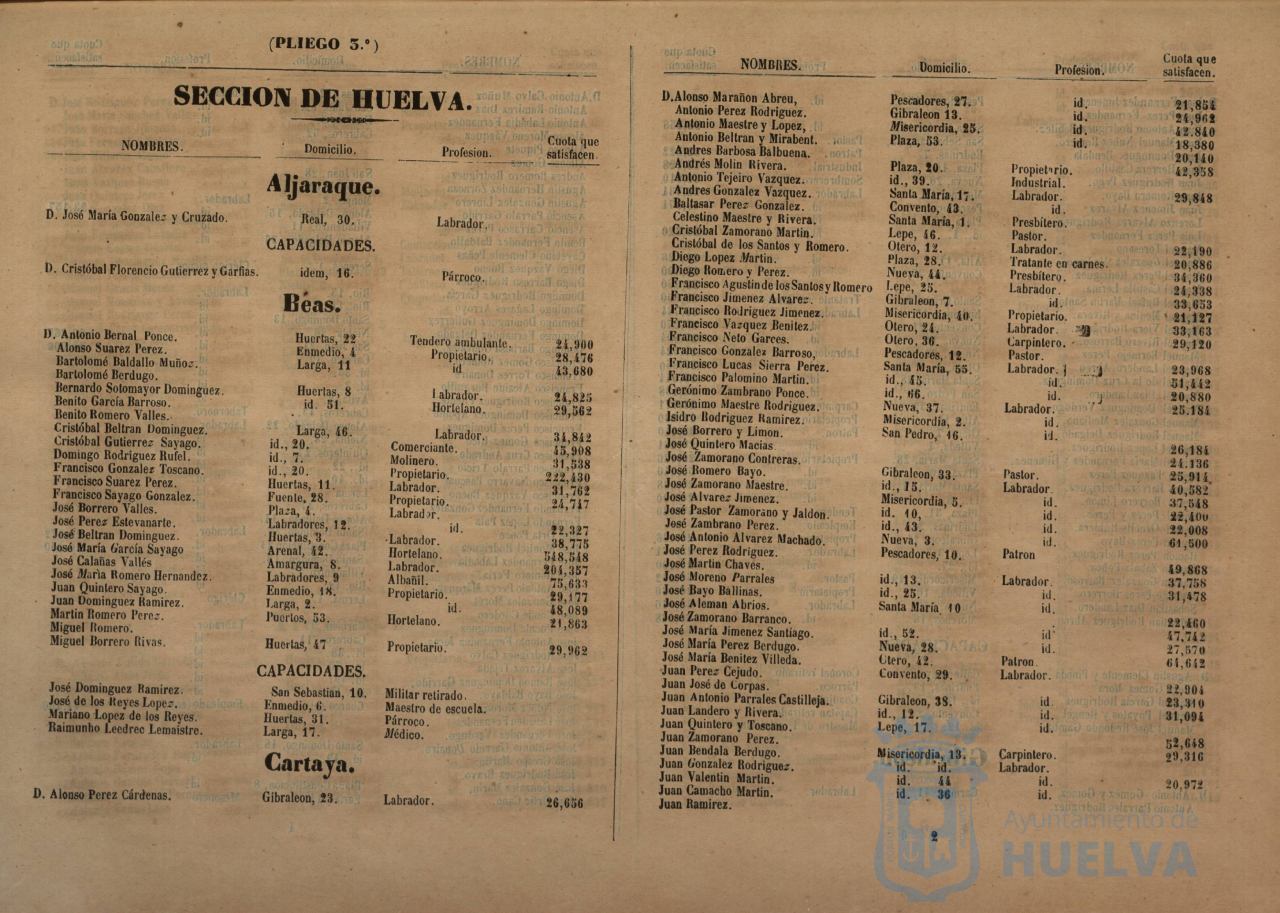 (PLIEGO 3.º)
SECCION DE HUELVA.
NOMBRES. Domicilio. Profesion. Cuota que satisfacen.
Aljaraque.
D. José María Gonzalez y Cruzado. Real, 30. Labrador.
CAPACIDADES.
D. Cristóbal Florencio Gutierrez y Garfias. idem, 16. Párroco.
Béas.
D. Antonio Bernal Ponce. Huertas, 22 Tendero ambulante. 24,900
Alonso Suarez Perez. Enmedio, 4 Propietario. 28,476
Bartolomé Baldallo Muñoz. Larga, 11 id 43,680
Bartolomé Berdugo.
Bernardo Sotomayor Dominguez. Huertas, 8 Labrador. 24,825
Benito García Barroso. id. 51. Hortelano. 29,562
Benito Romero Valles.
Cristóbal Beltran Dominguez. Larga, 46. Labrador. 34,842
Cristóbal Gutierrez Sayago. id., 20. Comerciante. 45,908
Domingo Rodriguez Rufel. id., 7. Molinero. 31,538
Francisco Gonzalez Toscano. id., 20. Propietario. 222,430
Francisco Suarez Perez. Huertas, 11. Labrador. 31,762
Francisco Sayago Gonzalez. Fuente, 28. Propietario. 24,747
José Borrero Valles. Plaza, 4. Labrador.
José Perez Estevanarte. Labradores, 12. id. 22,327
José Beltran Dominguez. Huertas, 3. Labrador. 38,775
José María García Sayago Arenal, 42. Hortelano. 548,548
José Calañas Vallés Amargura, 8. Labrador. 204,357
José Maria Romero Hernandez. Labradores, 9 Albañil. 75,633
Juan Quintero Sayago. Enmedio, 18. Propietario. 29,177
Juan Dominguez Ramirez. Larga, 2. id. 48,089
Martin Romero Perez. Puertos, 53. Hortelano. 21,863
Miguel Romero.
Miguel Borrero Rivas. Huertas, 47 Propietario. 29,962
CAPACIDADES.
José Dominguez Ramirez. San Sebastian, 10. Militar retirado.
José de los Reyes Lopez. Enmedio, 6. Maestro de escuela.
Mariano Lopez de los Reyes. Huertas, 31. Párroco.
Raimunho Leedrec Lemaistre. Larga, 17. Médico.
Cartaya.
D. Alonso Perez Cárdenas. Gibraleon, 23. Labrador. 26,656
NOMBRES. Domicilio. Profesion. Cuota que satisfacen.
D. Alonso Marañon Abreu, Pescadores, 27. id. 21,854
Antonio Perez Rodriguez. Gibraleon 13. id. 24,962
Antonio Maestre y Lopez, Misericordia, 25. id. 42.840
Antonio Beltran y Mirabent. Plaza, 53. id. 18,380
Andres Barbosa Balbuena. 20,140
Andrés Molin Rivera. Plaza, 20. Propietario. 42,358
Antonio Tejeiro Vazquez. id., 39. Industrial.
Andres Gonzalez Vazquez. Santa María, 17. Labrador. 29,848
Baltasar Perez Gonzalez. Convento, 43. id.
Celestino Maestre y Rivera. Santa María, 1. Presbítero.
Cristóbal Zamorano Martin. Lepe, 46. Pastor.
Cristóbal de los Santos y Romero. Otero, 12. Labrador. 22,190
Diego Lopez Martin. Plaza, 28. Tratante en carnes. 20,886
Diego Romero y Perez. Nueva, 44. Presbítero. 34,360
Francisco Agustin de los Santos y Romero Lepe, 25. Labrador. 24,338
Francisco Jimenez Alvarez. Gibraleon, 7. id. 33,653
Francisco Rodriguez Jimenez. Misericordia, 40. Propietario. 21,127
Francisco Vazquez Benitez. Otero, 24. Labrador. 33,163
Francisco Neto Garces. Otero, 36. Carpintero. 29,120
Francisco Gonzalez Barroso, Pescadores, 12. Pastor.
Francisco Lucas Sierra Perez. Santa María, 55. Labrador. 23,968
Francisco Palomino Martin. id., 45. id. 51,442
Gerónimo Zambrano Ponce. id., 66. 20,880
Gerónimo Maestre Rodriguez. Nueva, 37. Labrador. 25,184
Isidro Rodriguez Ramirez. Misericordia, 2. id.
José Borrero y Limon. San Pedro, 16. id.
José Quintero Macias. 26,184
José Zamorano Contreras. 24.136
José Romero Bayo. Gibraleon, 33. Pastor. 25,914
José Zamorano Maestre. id., 15. Labrador. 40,582
José Alvarez Jimenez. Misericordia, 5. id. 37,548
José Pastor Zamorano y Jaldon. id. 10, id. 22,400
José Zambrano Perez. id., 43. id. 22,008
José Antonio Alvarez Machado. Nueva, 3. id. 61,500
José Perez Rodriguez. Pescadores, 10. Patron
José Martin Chaves. 49,868
José Moreno Parrales id., 13. Labrador. 37,758
José Bayo Ballinas. id., 25. id. 31,478
José Aleman Abrios. Santa María, 10 id.
José Zamorano Barranco. 22,460
José María Jimenez Santiago. id., 52. id 47,742
José María Perez Berdugo. Nueva, 28. id. 27,570
José María Benitez Villeda. Otero, 42. Patron 61,642
Juan Perez Cejudo. Convento, 29. Labrador.
Juan José de Corpas. 22,904
Juan Antonio Parrales Castilleja. Gibraleon, 38. id. 23,310
Juan Landero y Rivera. id., 12. id. 31,094
Juan Quintero y Toscano. Lepe, 17. id.
Juan Zamorano Perez. 52,648
Juan Bendala Berdugo. Misericordia, 13. Carpintero. 29,316
Juan Gonzalez Rodriguez. id. id. Labrador.
Juan Valentin Martin. id. 44 id. 20,972
Juan Camacho Martin. id. 36 id.
Juan Ramirez.
2
Ayuntamiento de
HUELVA